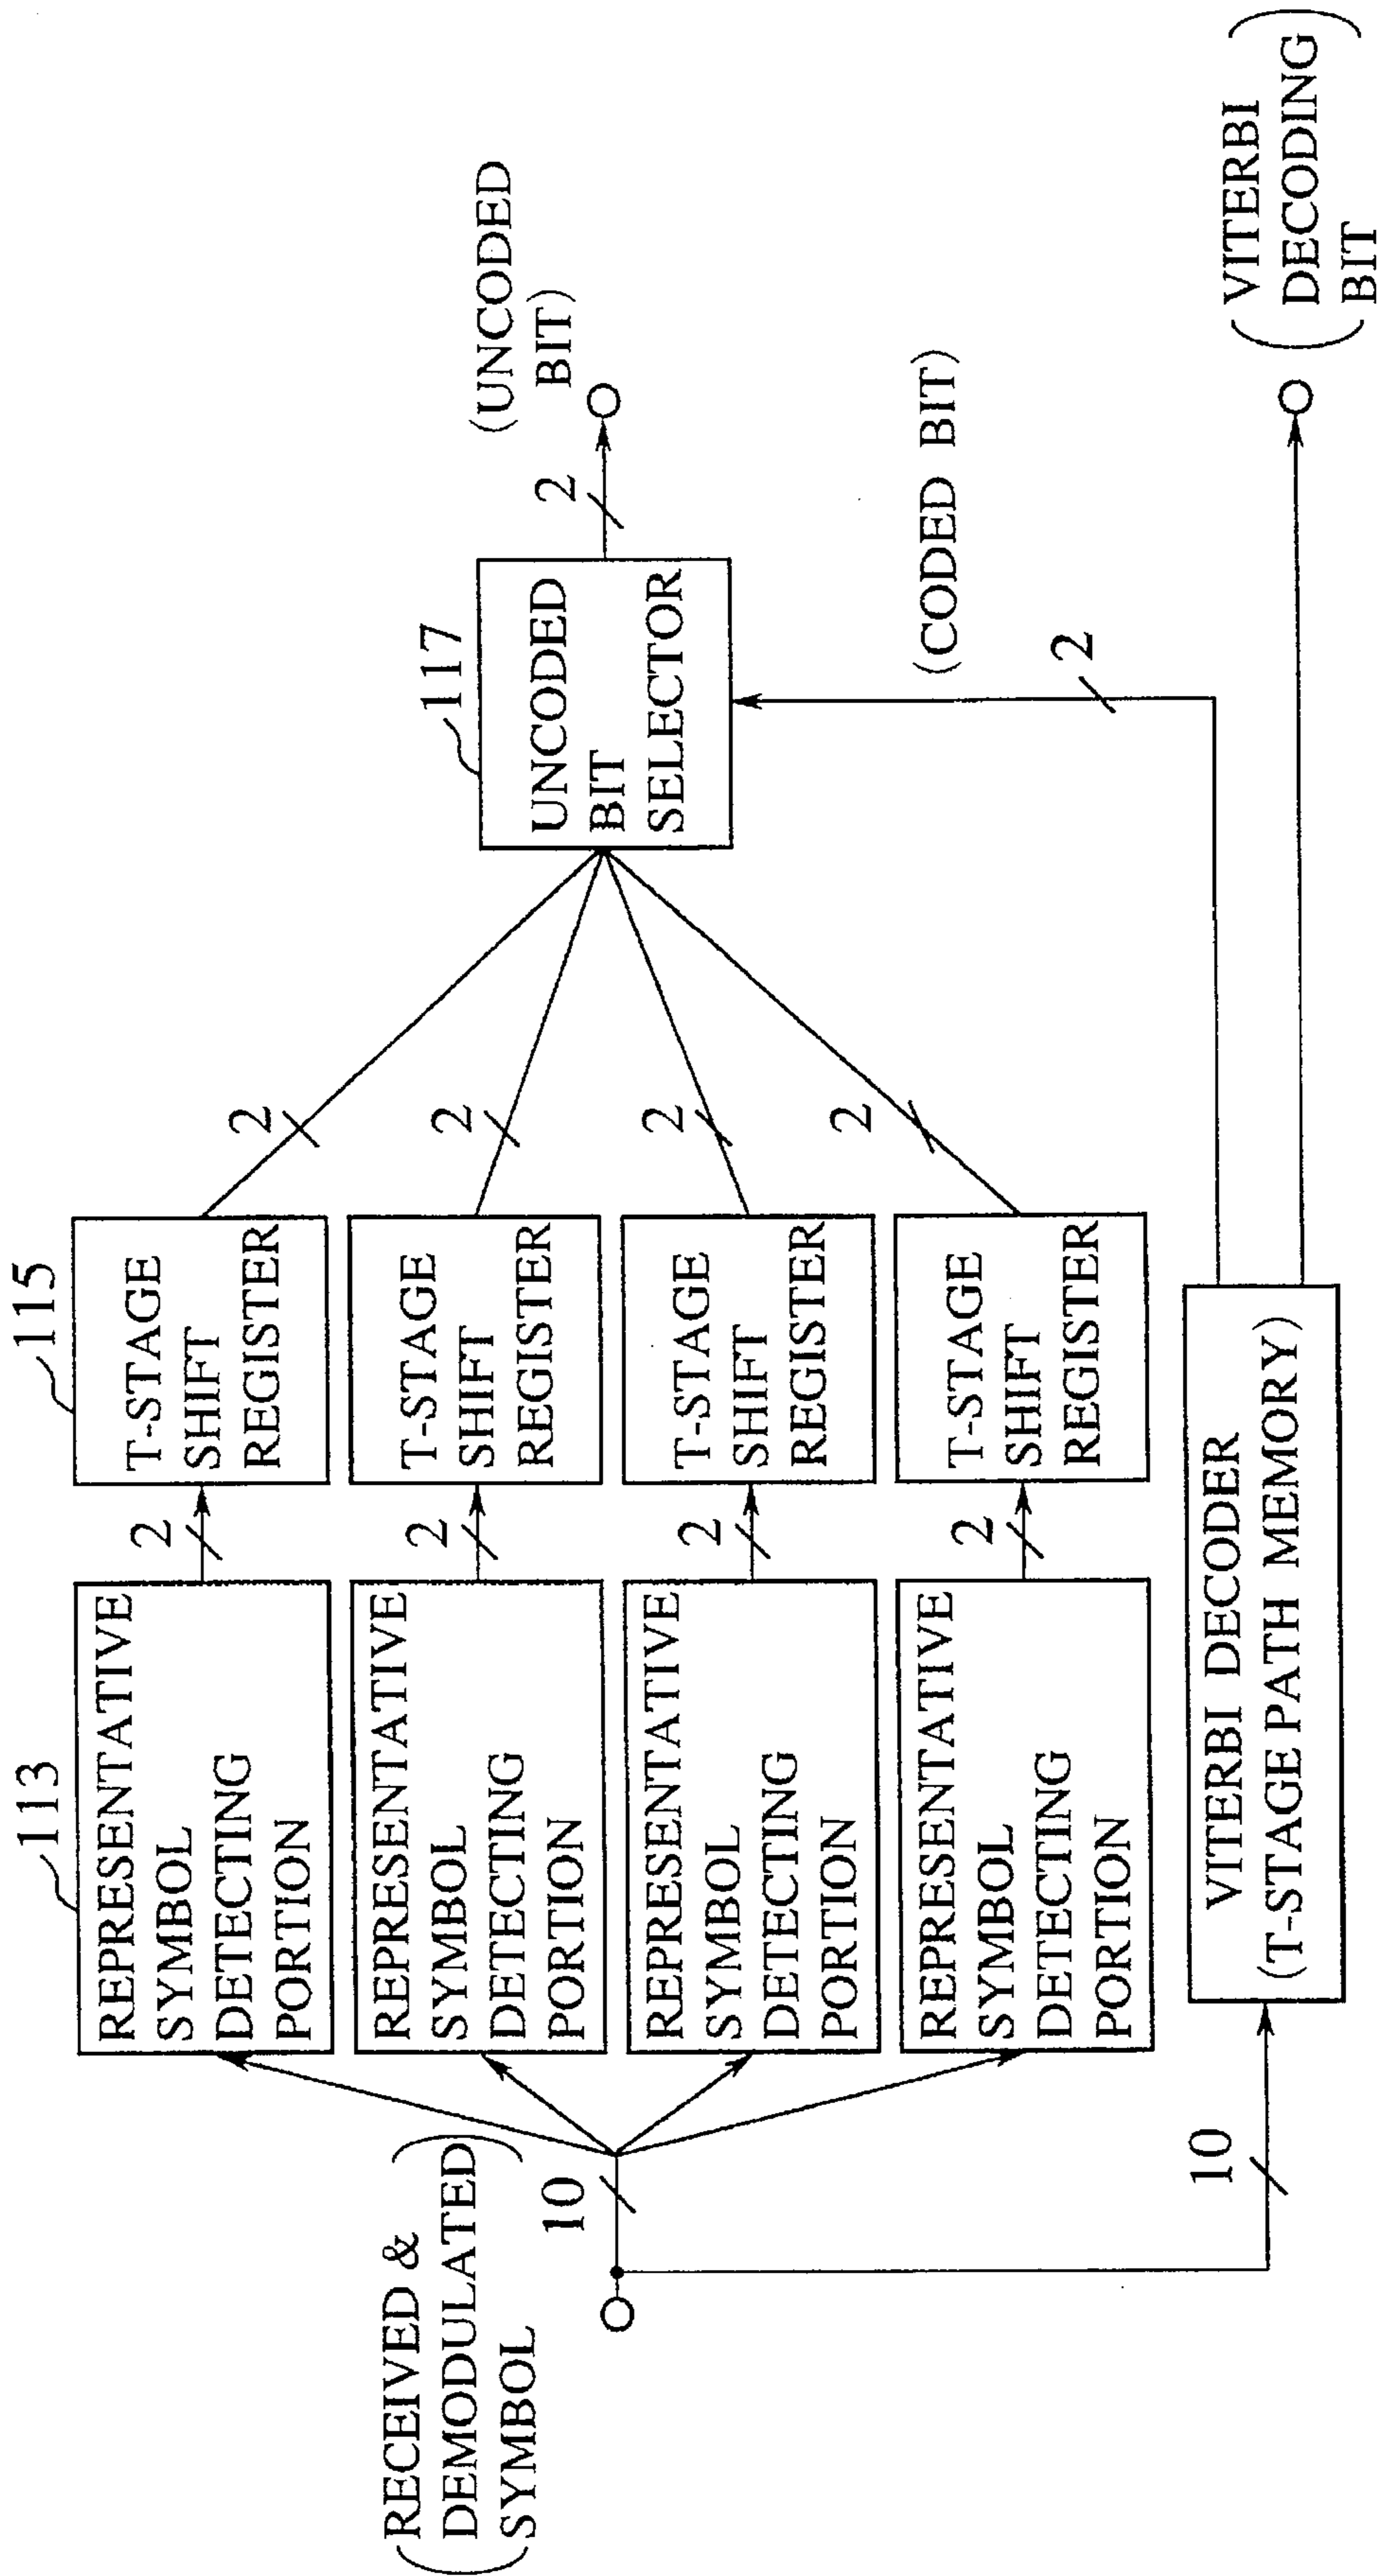 (RECEIVED &
DEMODULATED)
SYMBOL
10
10
113
REPRESENTATIVE
SYMBOL
DETECTING
PORTION
2
115
T-STAGE
SHIFT
REGISTER
2
REPRESENTATIVE
SYMBOL
DETECTING
PORTION
2
T-STAGE
SHIFT
REGISTER
2
REPRESENTATIVE
SYMBOL
DETECTING
PORTION
2
T-STAGE
SHIFT
REGISTER
2
REPRESENTATIVE
SYMBOL
DETECTING
PORTION
2
T-STAGE
SHIFT
REGISTER
2
VITERBI DECODER
(T-STAGE PATH MEMORY)
117
UNCODED
BIT
SELECTOR
2
(UNCODED
BIT)
(CODED BIT)
2
(VITERBI
DECODING
BIT)